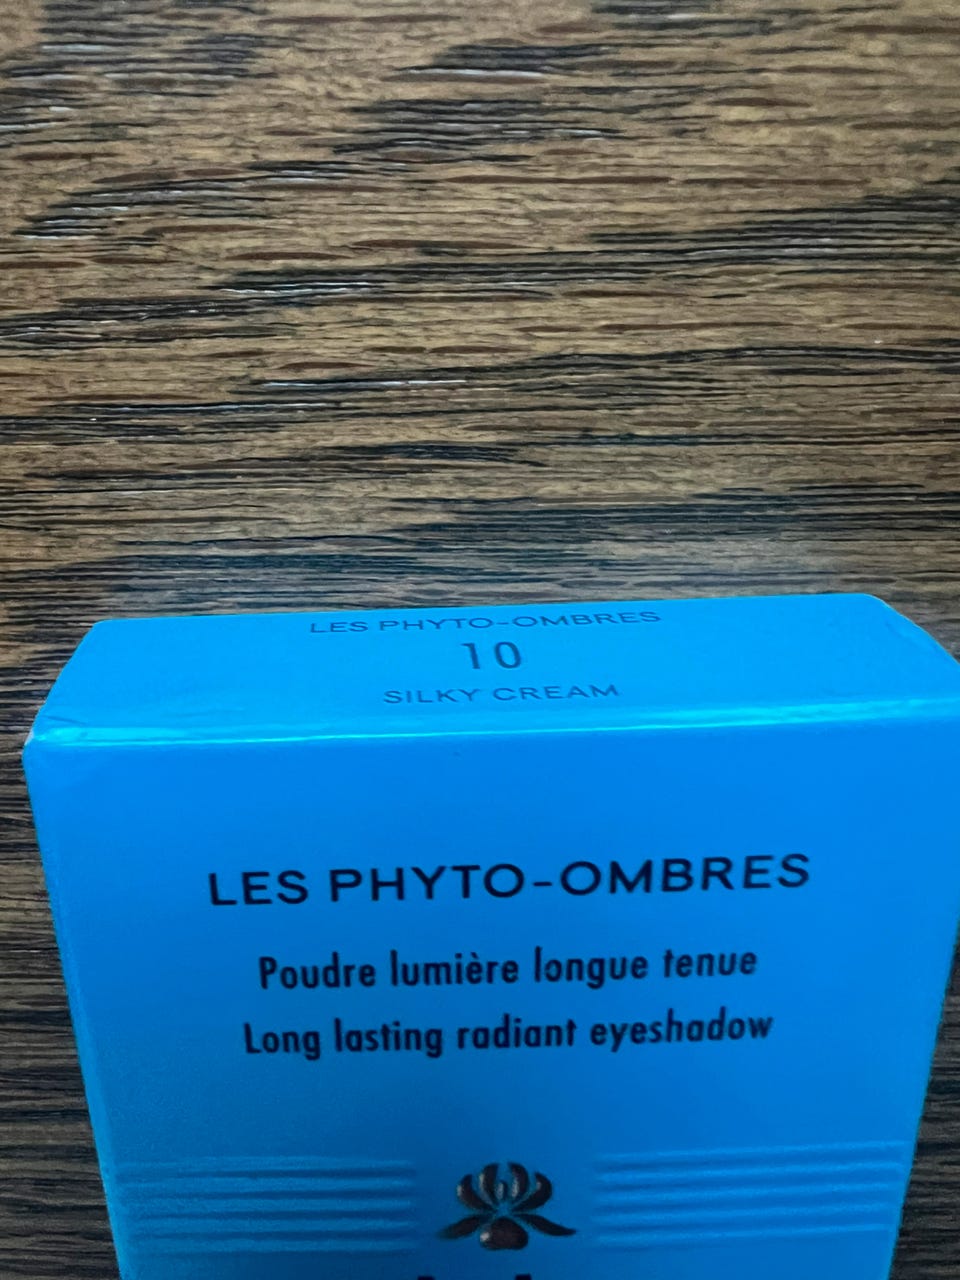 LES PHYTO-OMBRES
10
SILKY CREAM
LES PHYTO-OMBRES
Poudre lumière longue tenue
Long lasting radiant eyeshadow